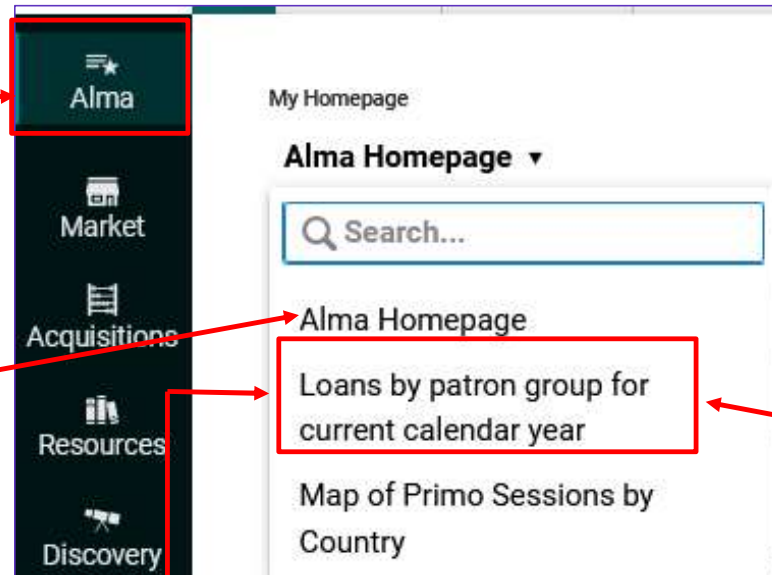 Alma
Market
Acquisitions
Resources
Discovery
My Homepage
Alma Homepage
Search...
Alma Homepage
Loans by patron group for
current calendar year
Map of Primo Sessions by
Country